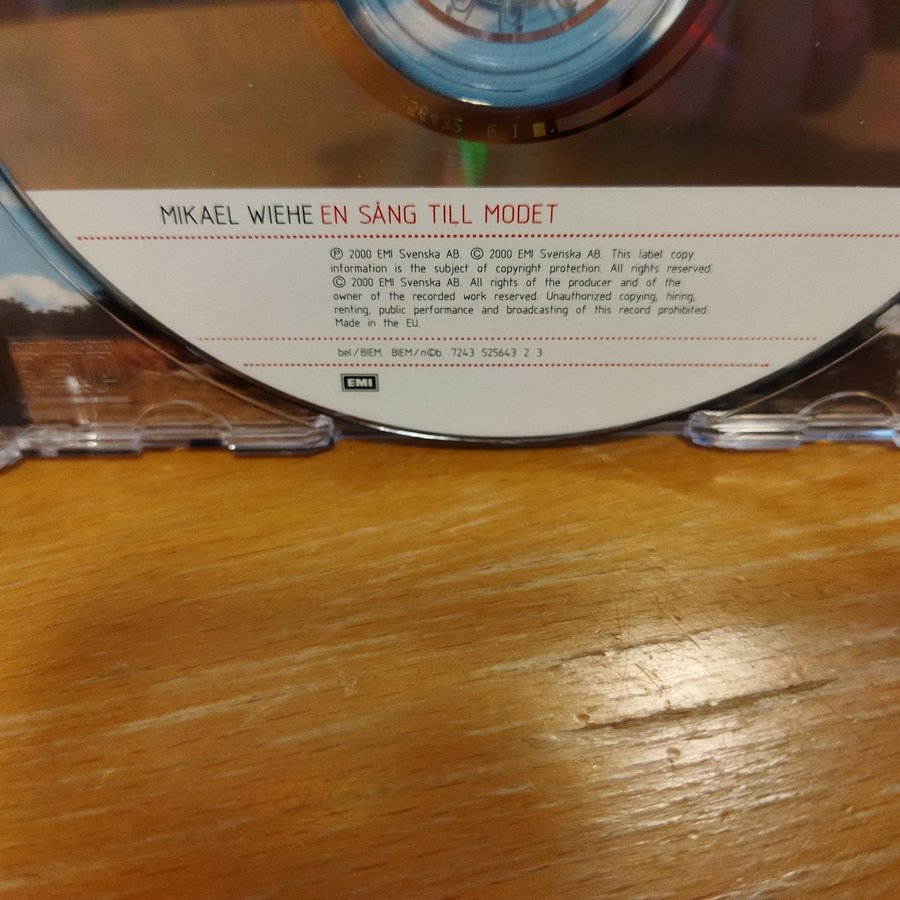 MIKAEL WIEHE EN SÅNG TILL MODET
Ⓟ 2000 EMI Svenska AB. © 2000 EMI Svenska AB. This label copy
information is the subject of copyright protection. All rights reserved.
© 2000 EMI Svenska AB. All rights of the producer and of the
owner of the recorded work reserved. Unauthorized copying, hiring,
renting, public performance and broadcasting of this record prohibited.
Made in the EU.
bel/BIEM, BIEM/n©b. 7243 525643 2 3
EMI